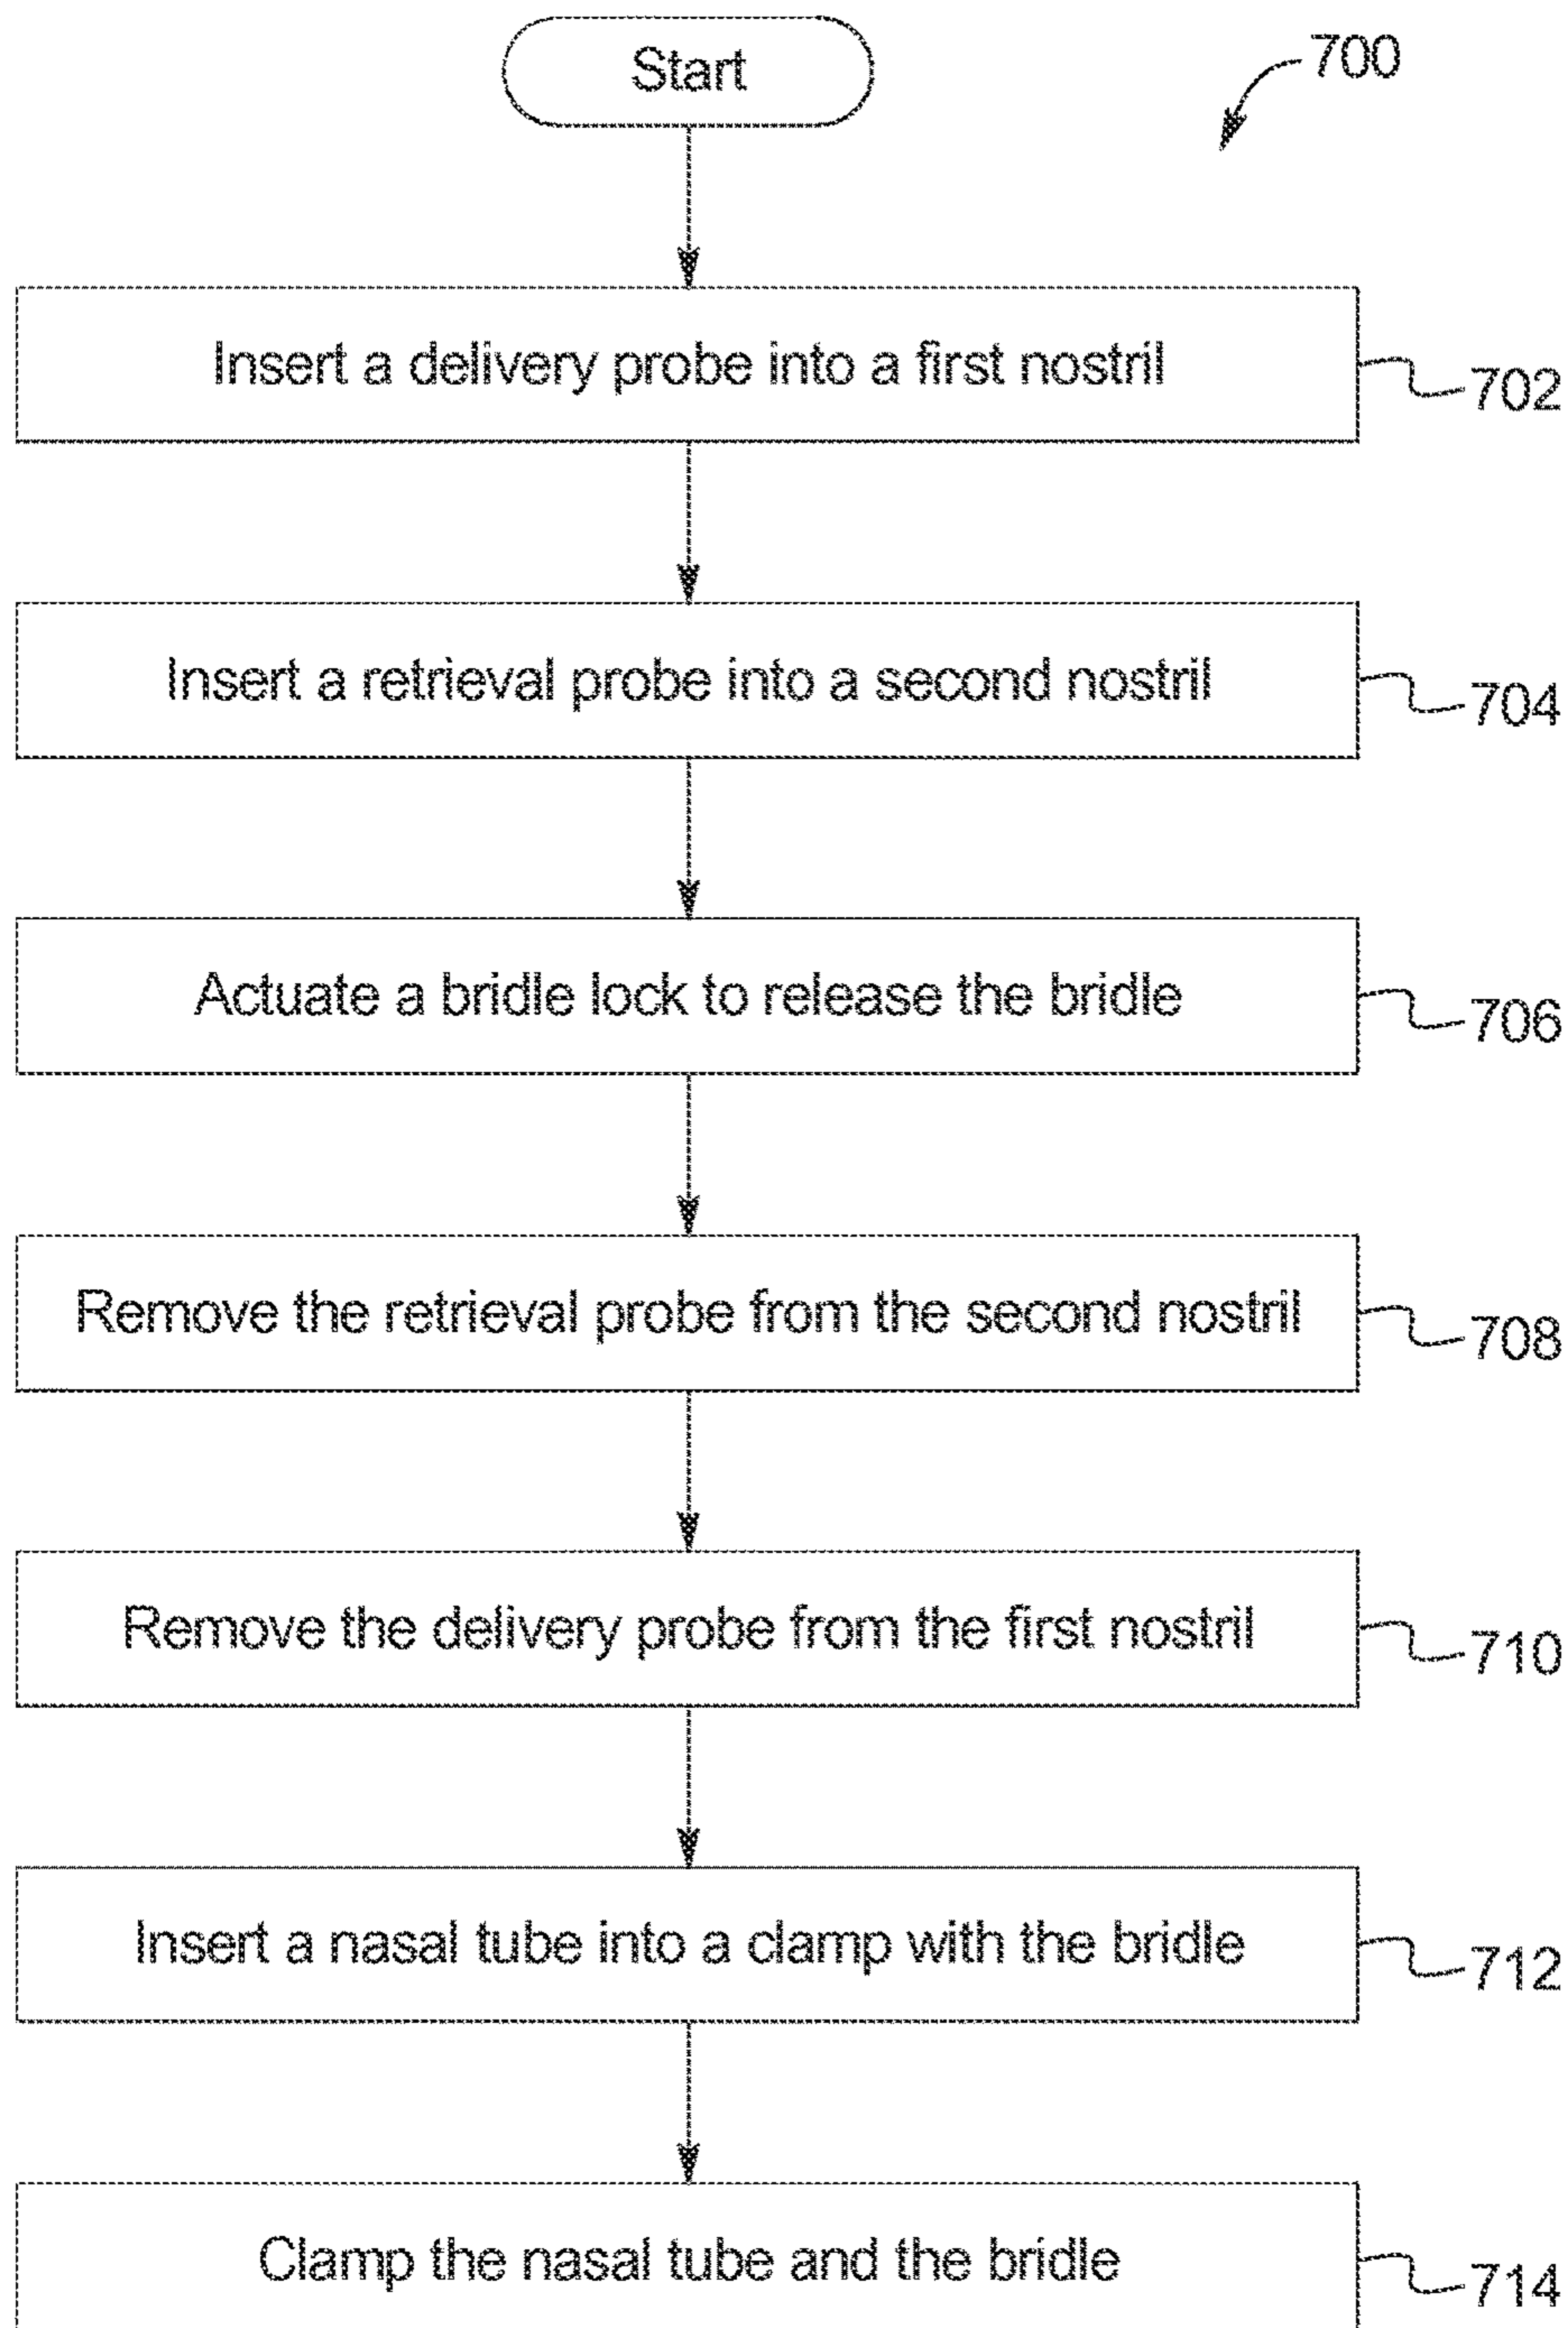 Start
700
Insert a delivery probe into a first nostril
702
Insert a retrieval probe into a second nostril
704
Actuate a bridle lock to release the bridle
706
Remove the retrieval probe from the second nostril
708
Remove the delivery probe from the first nostril
710
Insert a nasal tube into a clamp with the bridle
712
Clamp the nasal tube and the bridle
714